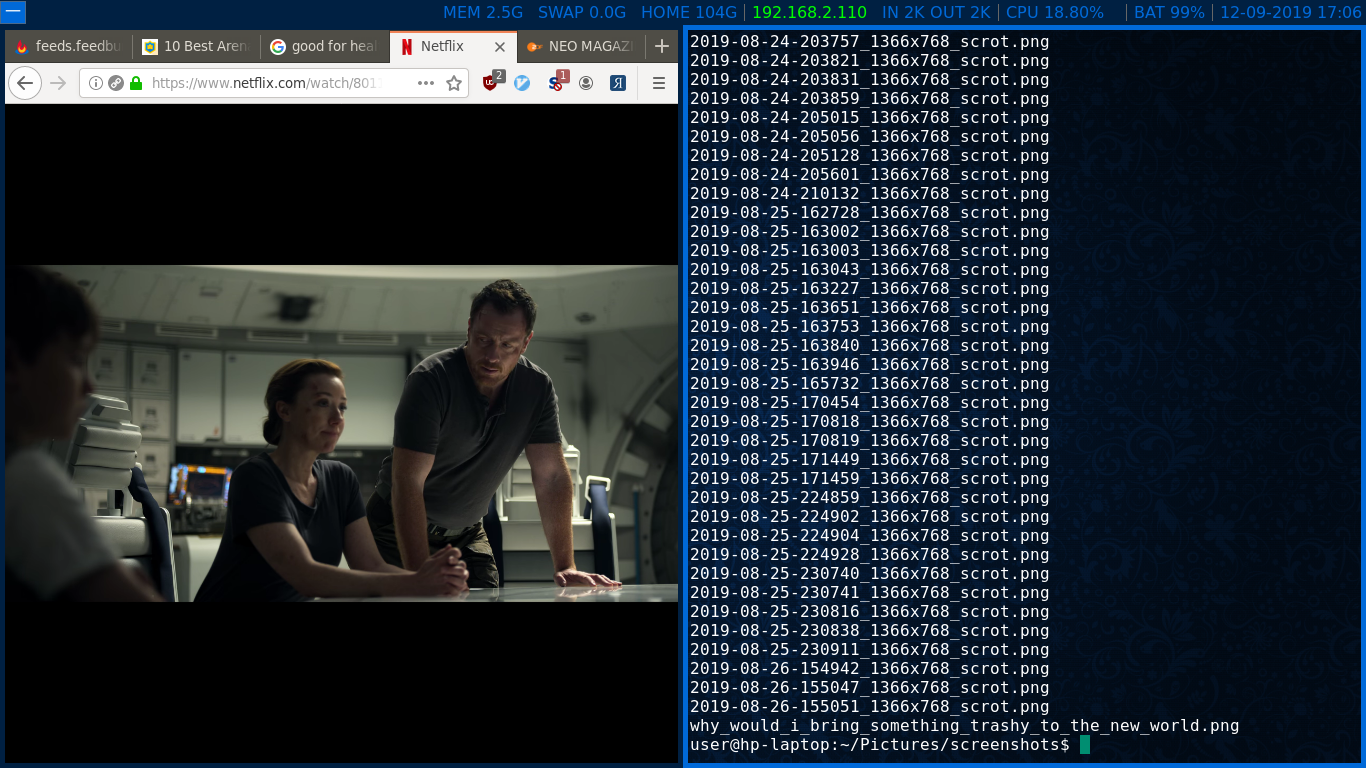 MEM 2.5G SWAP 0.0G HOME 104G 192.168.2.110 IN 2K OUT 2K CPU 18.80% BAT 99% 12-09-2019 17:06
feeds.feedbu 10 Best Aren good for heal Netflix NEO MAGAZI
https://www.netflix.com/watch/801 2 1
2019-08-24-203757_1366x768_scrot.png
2019-08-24-203821_1366x768_scrot.png
2019-08-24-203831_1366x768_scrot.png
2019-08-24-203859_1366x768_scrot.png
2019-08-24-205015_1366x768_scrot.png
2019-08-24-205056_1366x768_scrot.png
2019-08-24-205128_1366x768_scrot.png
2019-08-24-205601_1366x768_scrot.png
2019-08-24-210132_1366x768_scrot.png
2019-08-25-162728_1366x768_scrot.png
2019-08-25-163002_1366x768_scrot.png
2019-08-25-163003_1366x768_scrot.png
2019-08-25-163043_1366x768_scrot.png
2019-08-25-163227_1366x768_scrot.png
2019-08-25-163651_1366x768_scrot.png
2019-08-25-163753_1366x768_scrot.png
2019-08-25-163840_1366x768_scrot.png
2019-08-25-163946_1366x768_scrot.png
2019-08-25-165732_1366x768_scrot.png
2019-08-25-170454_1366x768_scrot.png
2019-08-25-170818_1366x768_scrot.png
2019-08-25-170819_1366x768_scrot.png
2019-08-25-171449_1366x768_scrot.png
2019-08-25-171459_1366x768_scrot.png
2019-08-25-224859_1366x768_scrot.png
2019-08-25-224902_1366x768_scrot.png
2019-08-25-224904_1366x768_scrot.png
2019-08-25-224928_1366x768_scrot.png
2019-08-25-230740_1366x768_scrot.png
2019-08-25-230741_1366x768_scrot.png
2019-08-25-230816_1366x768_scrot.png
2019-08-25-230838_1366x768_scrot.png
2019-08-25-230911_1366x768_scrot.png
2019-08-26-154942_1366x768_scrot.png
2019-08-26-155047_1366x768_scrot.png
2019-08-26-155051_1366x768_scrot.png
why_would_i_bring_something_trashy_to_the_new_world.png
user@hp-laptop:~/Pictures/screenshots$